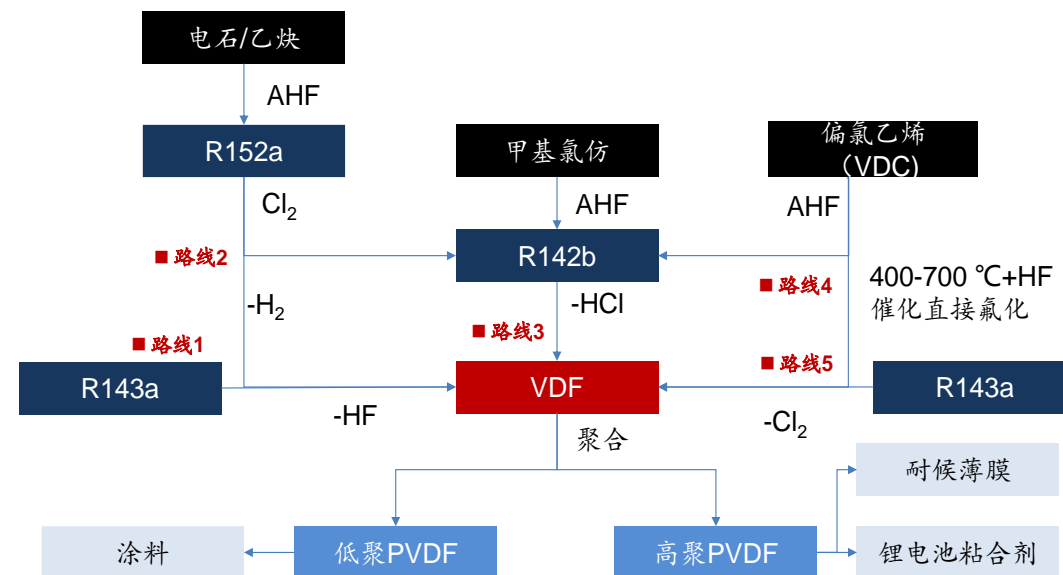 电石/乙炔
AHF
R152a
甲基氯仿
偏氯乙烯
（VDC)
Cl₂
AHF
AHF
■ 路线2
R142b
■ 路线4
400-700 ℃+HF
催化直接氟化
-H₂
-HCl
■ 路线1
■ 路线3
■ 路线5
R143a
VDF
R143a
-HF
聚合
-Cl₂
耐候薄膜
涂料
低聚PVDF
高聚PVDF
锂电池粘合剂